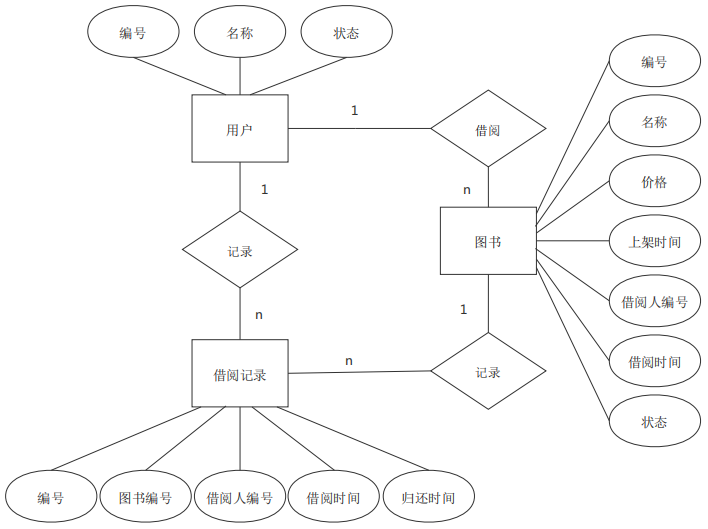 编号
名称
状态
编号
名称
价格
上架时间
借阅人编号
借阅时间
状态
用户
1
借阅
n
图书
1
记录
n
1
记录
n
借阅记录
编号
图书编号
借阅人编号
借阅时间
归还时间